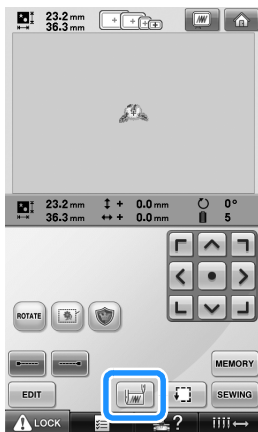 23.2 mm
36.3 mm
23.2 mm + 0.0 mm 0°
36.3 mm + 0.0 mm 5
ROTATE
MEMORY
EDIT
SEWING
LOCK ?